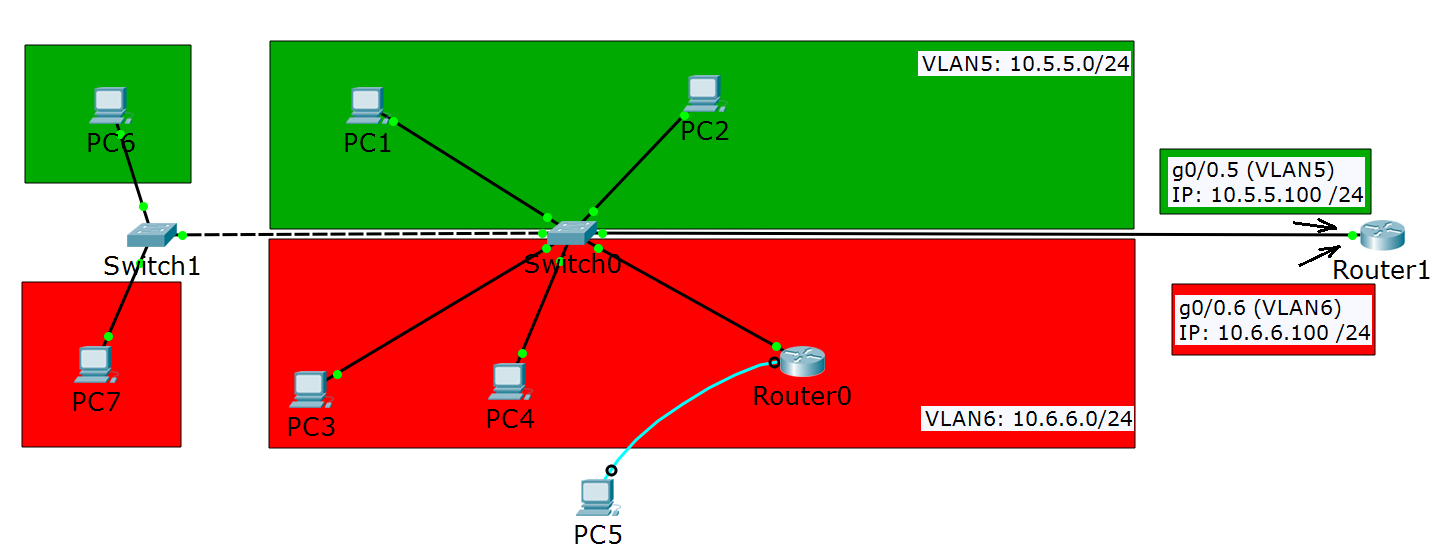 VLAN5: 10.5.5.0/24
PC6
PC1
PC2
g0/0.5 (VLAN5)
IP: 10.5.5.100 /24
Switch1
Switch0
Router1
g0/0.6 (VLAN6)
IP: 10.6.6.100 /24
PC7
PC3
PC4
Router0
VLAN6: 10.6.6.0/24
PC5